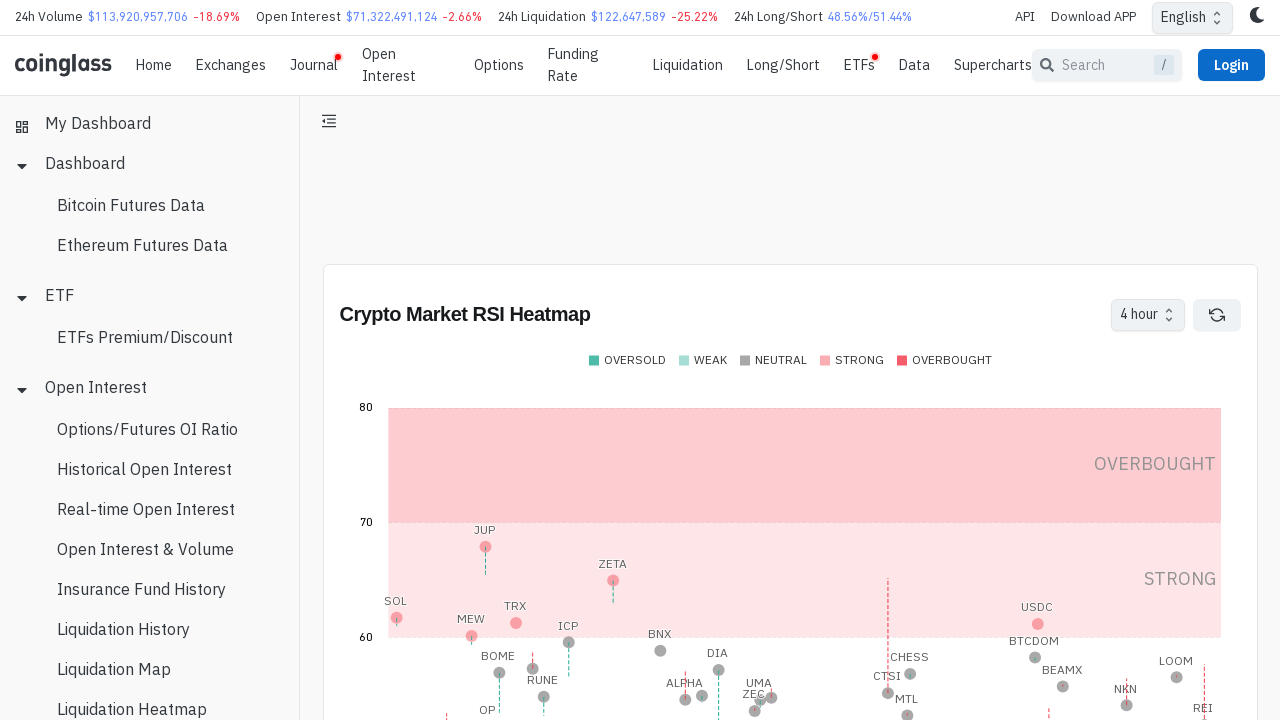 24h Volume $113,920,957,706 -18.69% Open Interest $71,322,491,124 -2.66% 24h Liquidation $122,647,589 -25.22% 24h Long/Short 48.56%/51.44% API Download APP English
coinglass Home Exchanges Journal Open Interest Options Funding Rate Liquidation Long/Short ETFs Data Supercharts Search / Login
My Dashboard
Dashboard
Bitcoin Futures Data
Ethereum Futures Data
ETF
ETFs Premium/Discount
Open Interest
Options/Futures OI Ratio
Historical Open Interest
Real-time Open Interest
Open Interest & Volume
Insurance Fund History
Liquidation History
Liquidation Map
Liquidation Heatmap
Crypto Market RSI Heatmap 4 hour
OVERSOLD WEAK NEUTRAL STRONG OVERBOUGHT
80
OVERBOUGHT
70
JUP
ZETA
STRONG
SOL
TRX
USDC
MEW
ICP
60
BNX
BTCDOM
BOME
DIA
CHESS
LOOM
BEAMX
CTSI
RUNE
ALPHA
UMA
NKN
ZEC
MTL
OP
REI